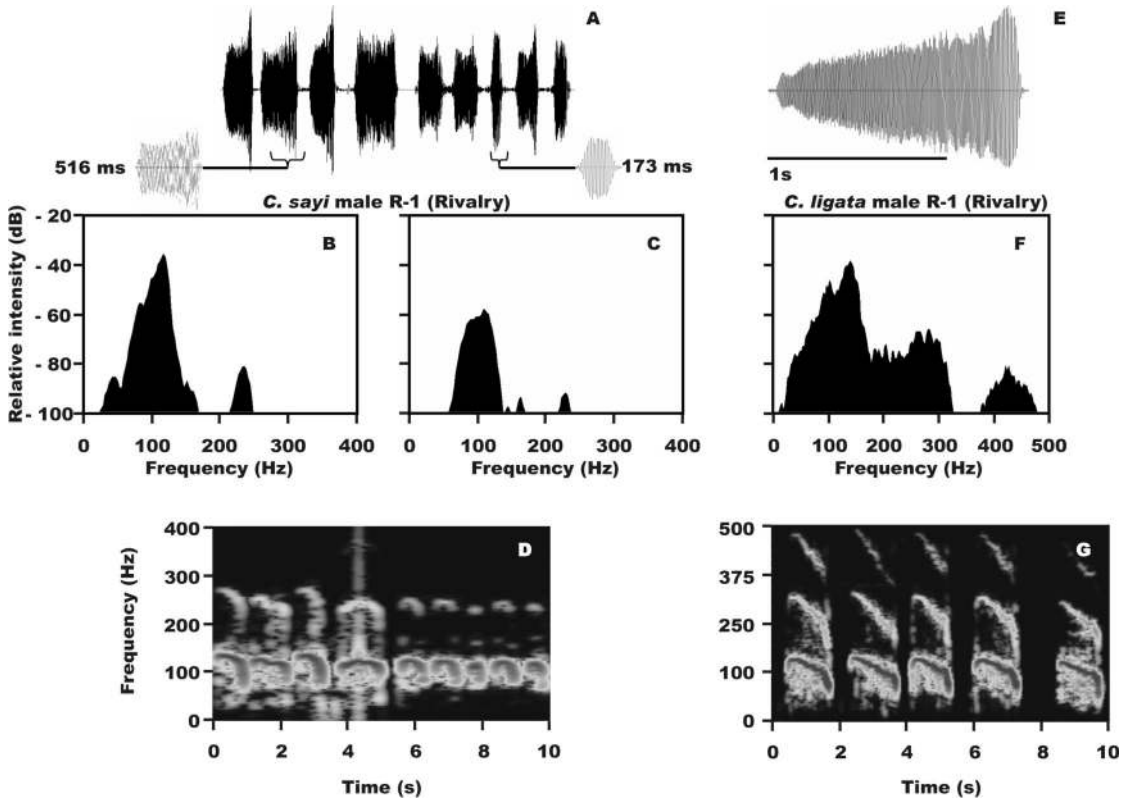 A
E
516 ms
173 ms
1s
C. sayi male R-1 (Rivalry)
C. ligata male R-1 (Rivalry)
Relative intensity (dB)
- 20
- 40
- 60
- 80
- 100
B
C
F
0 100 200 300 400
0 100 200 300 400
0 100 200 300 400 500
Frequency (Hz)
Frequency (Hz)
Frequency (Hz)
Frequency (Hz)
400
300
200
100
0
D
0 2 4 6 8 10
Time (s)
500
375
250
100
0
G
0 2 4 6 8 10
Time (s)